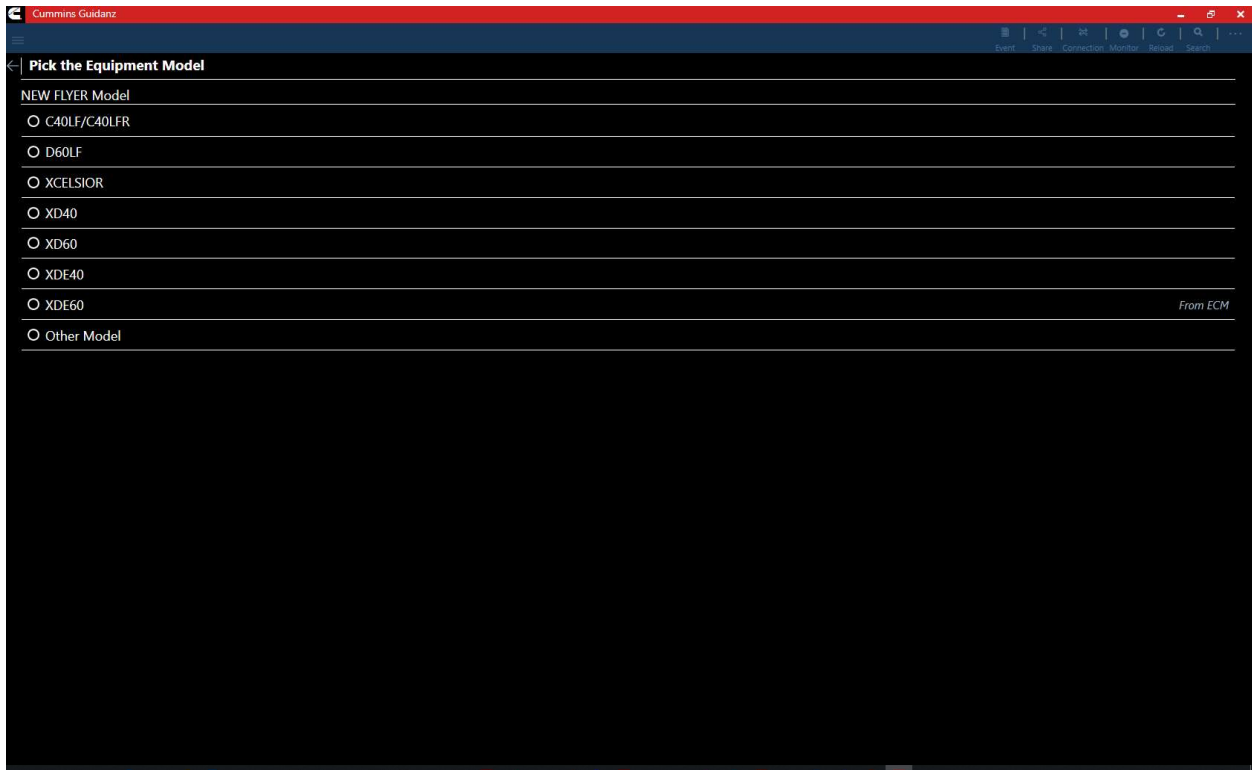 Cummins Guidanz
Event Share Connection Monitor Reload Search
Pick the Equipment Model
NEW FLYER Model
C40LF/C40LFR
D60LF
XCELSIOR
XD40
XD60
XDE40
XDE60 From ECM
Other Model